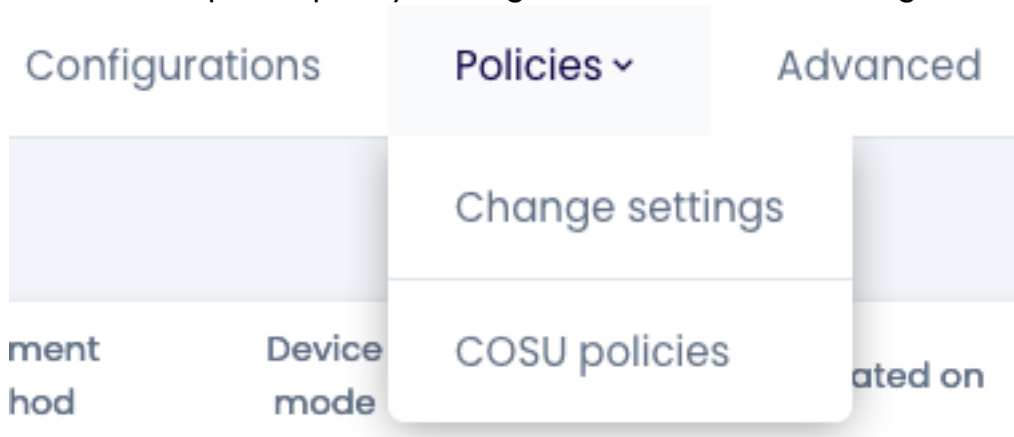 Configurations Policies Advanced
Change settings
COSU policies
ment Device ated on
hod mode